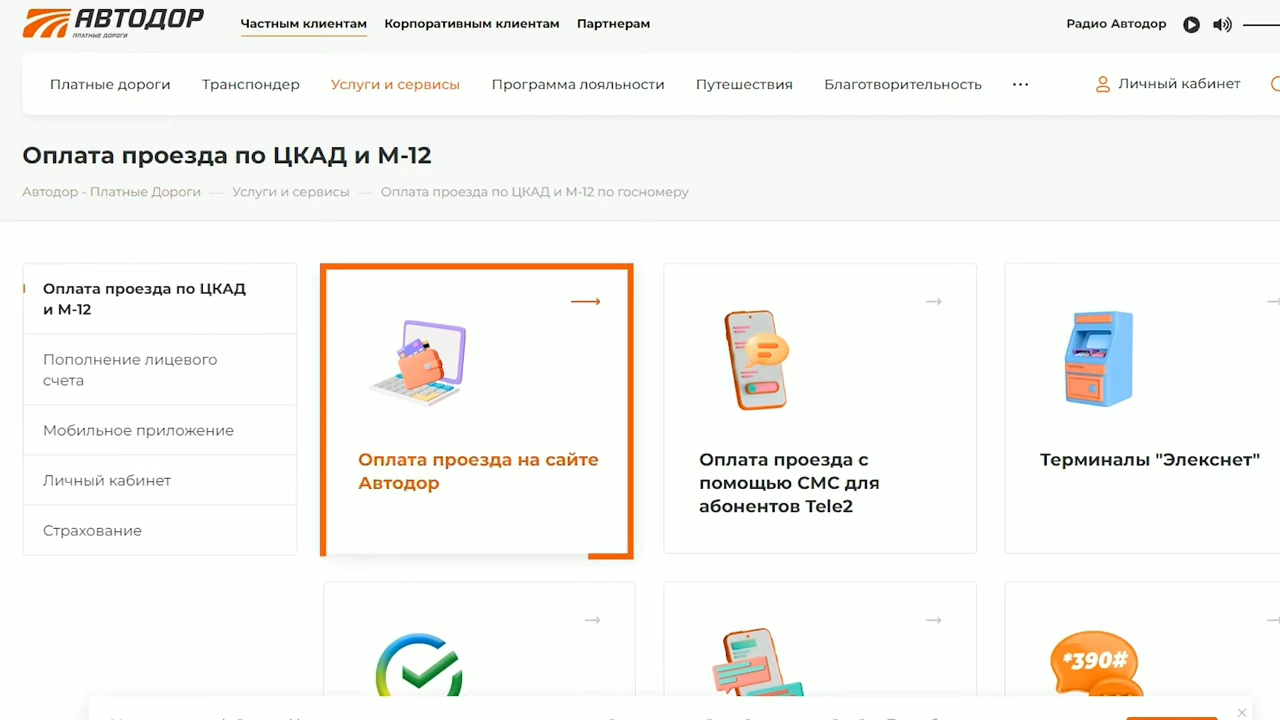 АВТОДОР
ПЛАТНЫЕ ДОРОГИ
Частным клиентам Корпоративным клиентам Партнерам
Радио Автодор
Платные дороги Транспондер Услуги и сервисы Программа лояльности Путешествия Благотворительность ... Личный кабинет
Оплата проезда по ЦКАД и М-12
Автодор - Платные Дороги — Услуги и сервисы — Оплата проезда по ЦКАД и М-12 по госномеру
Оплата проезда по ЦКАД
и М-12
Пополнение лицевого
счета
Мобильное приложение
Личный кабинет
Страхование
Оплата проезда на сайте
Автодор
Оплата проезда с
помощью СМС для
абонентов Tele2
Терминалы "Элекснет"
*390#